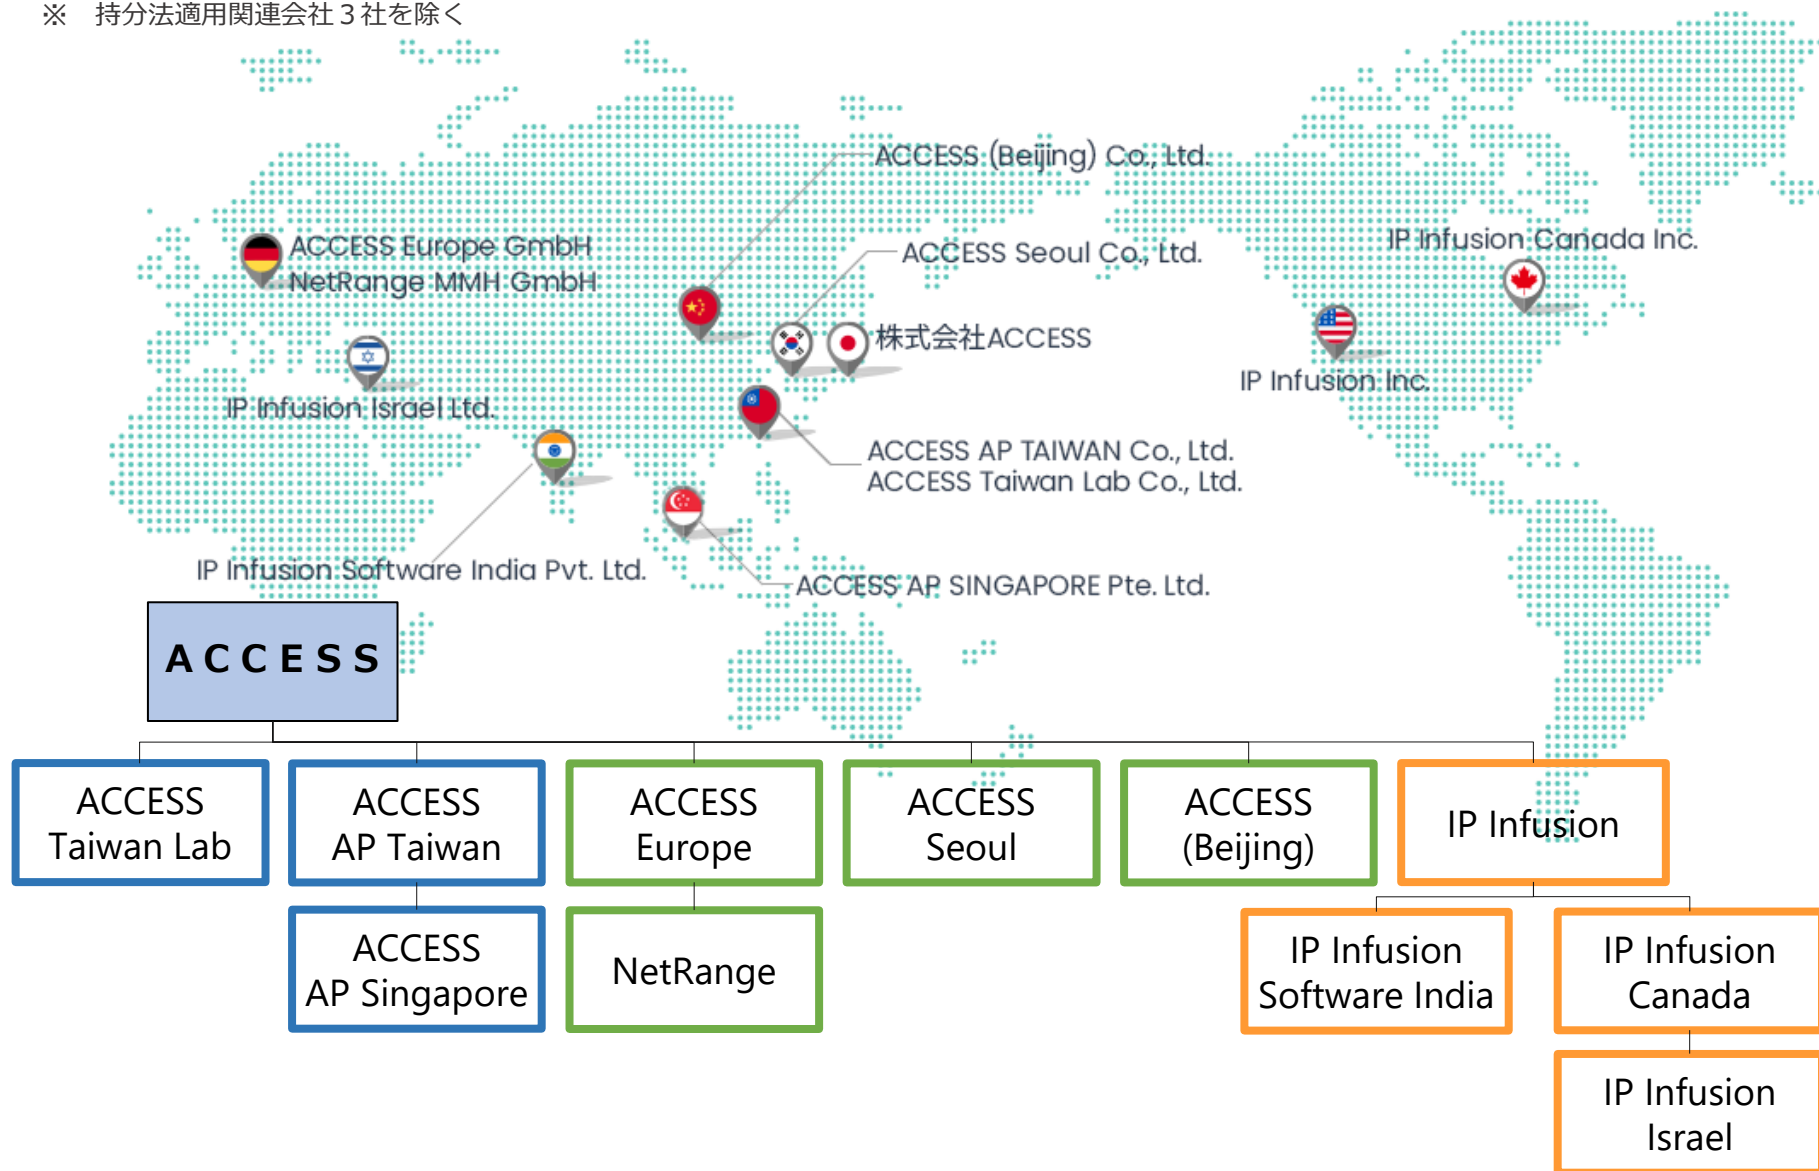 ※　持分法適用関連会社３社を除く
ACCESS (Beijing) Co., Ltd.
ACCESS Europe GmbH
NetRange MMH GmbH
ACCESS Seoul Co., Ltd.
IP Infusion Canada Inc.
株式会社ACCESS
IP Infusion Israel Ltd.
IP Infusion Inc.
ACCESS AP TAIWAN Co., Ltd.
ACCESS Taiwan Lab Co., Ltd.
IP Infusion Software India Pvt. Ltd.
ACCESS AP SINGAPORE Pte. Ltd.
ＡＣＣＥＳＳ
ACCESS
Taiwan Lab
ACCESS
AP Taiwan
ACCESS
Europe
ACCESS
Seoul
ACCESS
(Beijing)
IP Infusion
ACCESS
AP Singapore
NetRange
IP Infusion
Software India
IP Infusion
Canada
IP Infusion
Israel